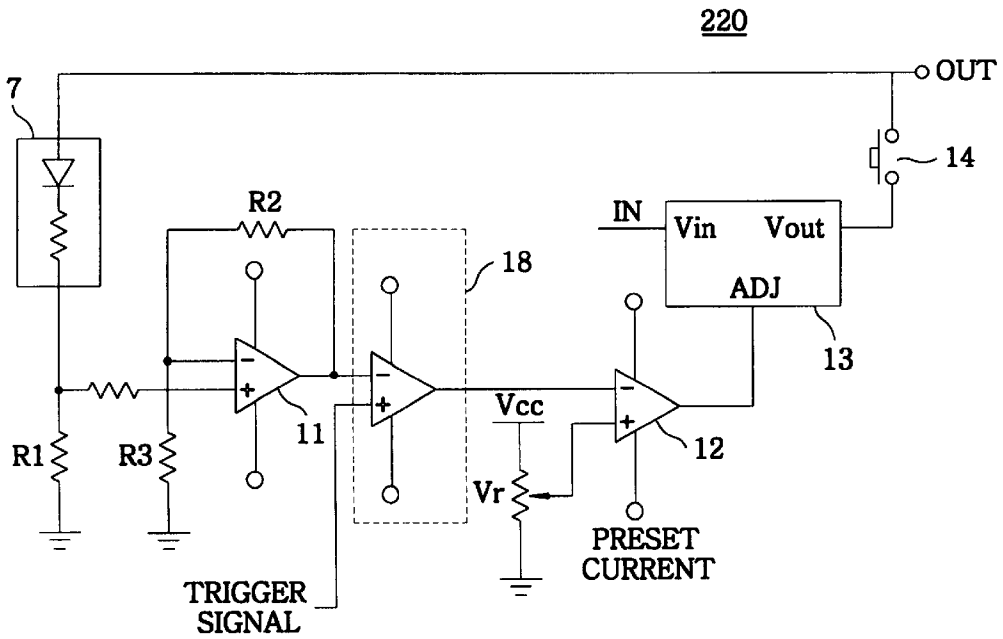 220
OUT
7
14
R2
IN
Vin Vout
ADJ
18
13
− −
−
+
+
+
11
12
Vcc
R1
R3
Vr
PRESET
CURRENT
TRIGGER
SIGNAL